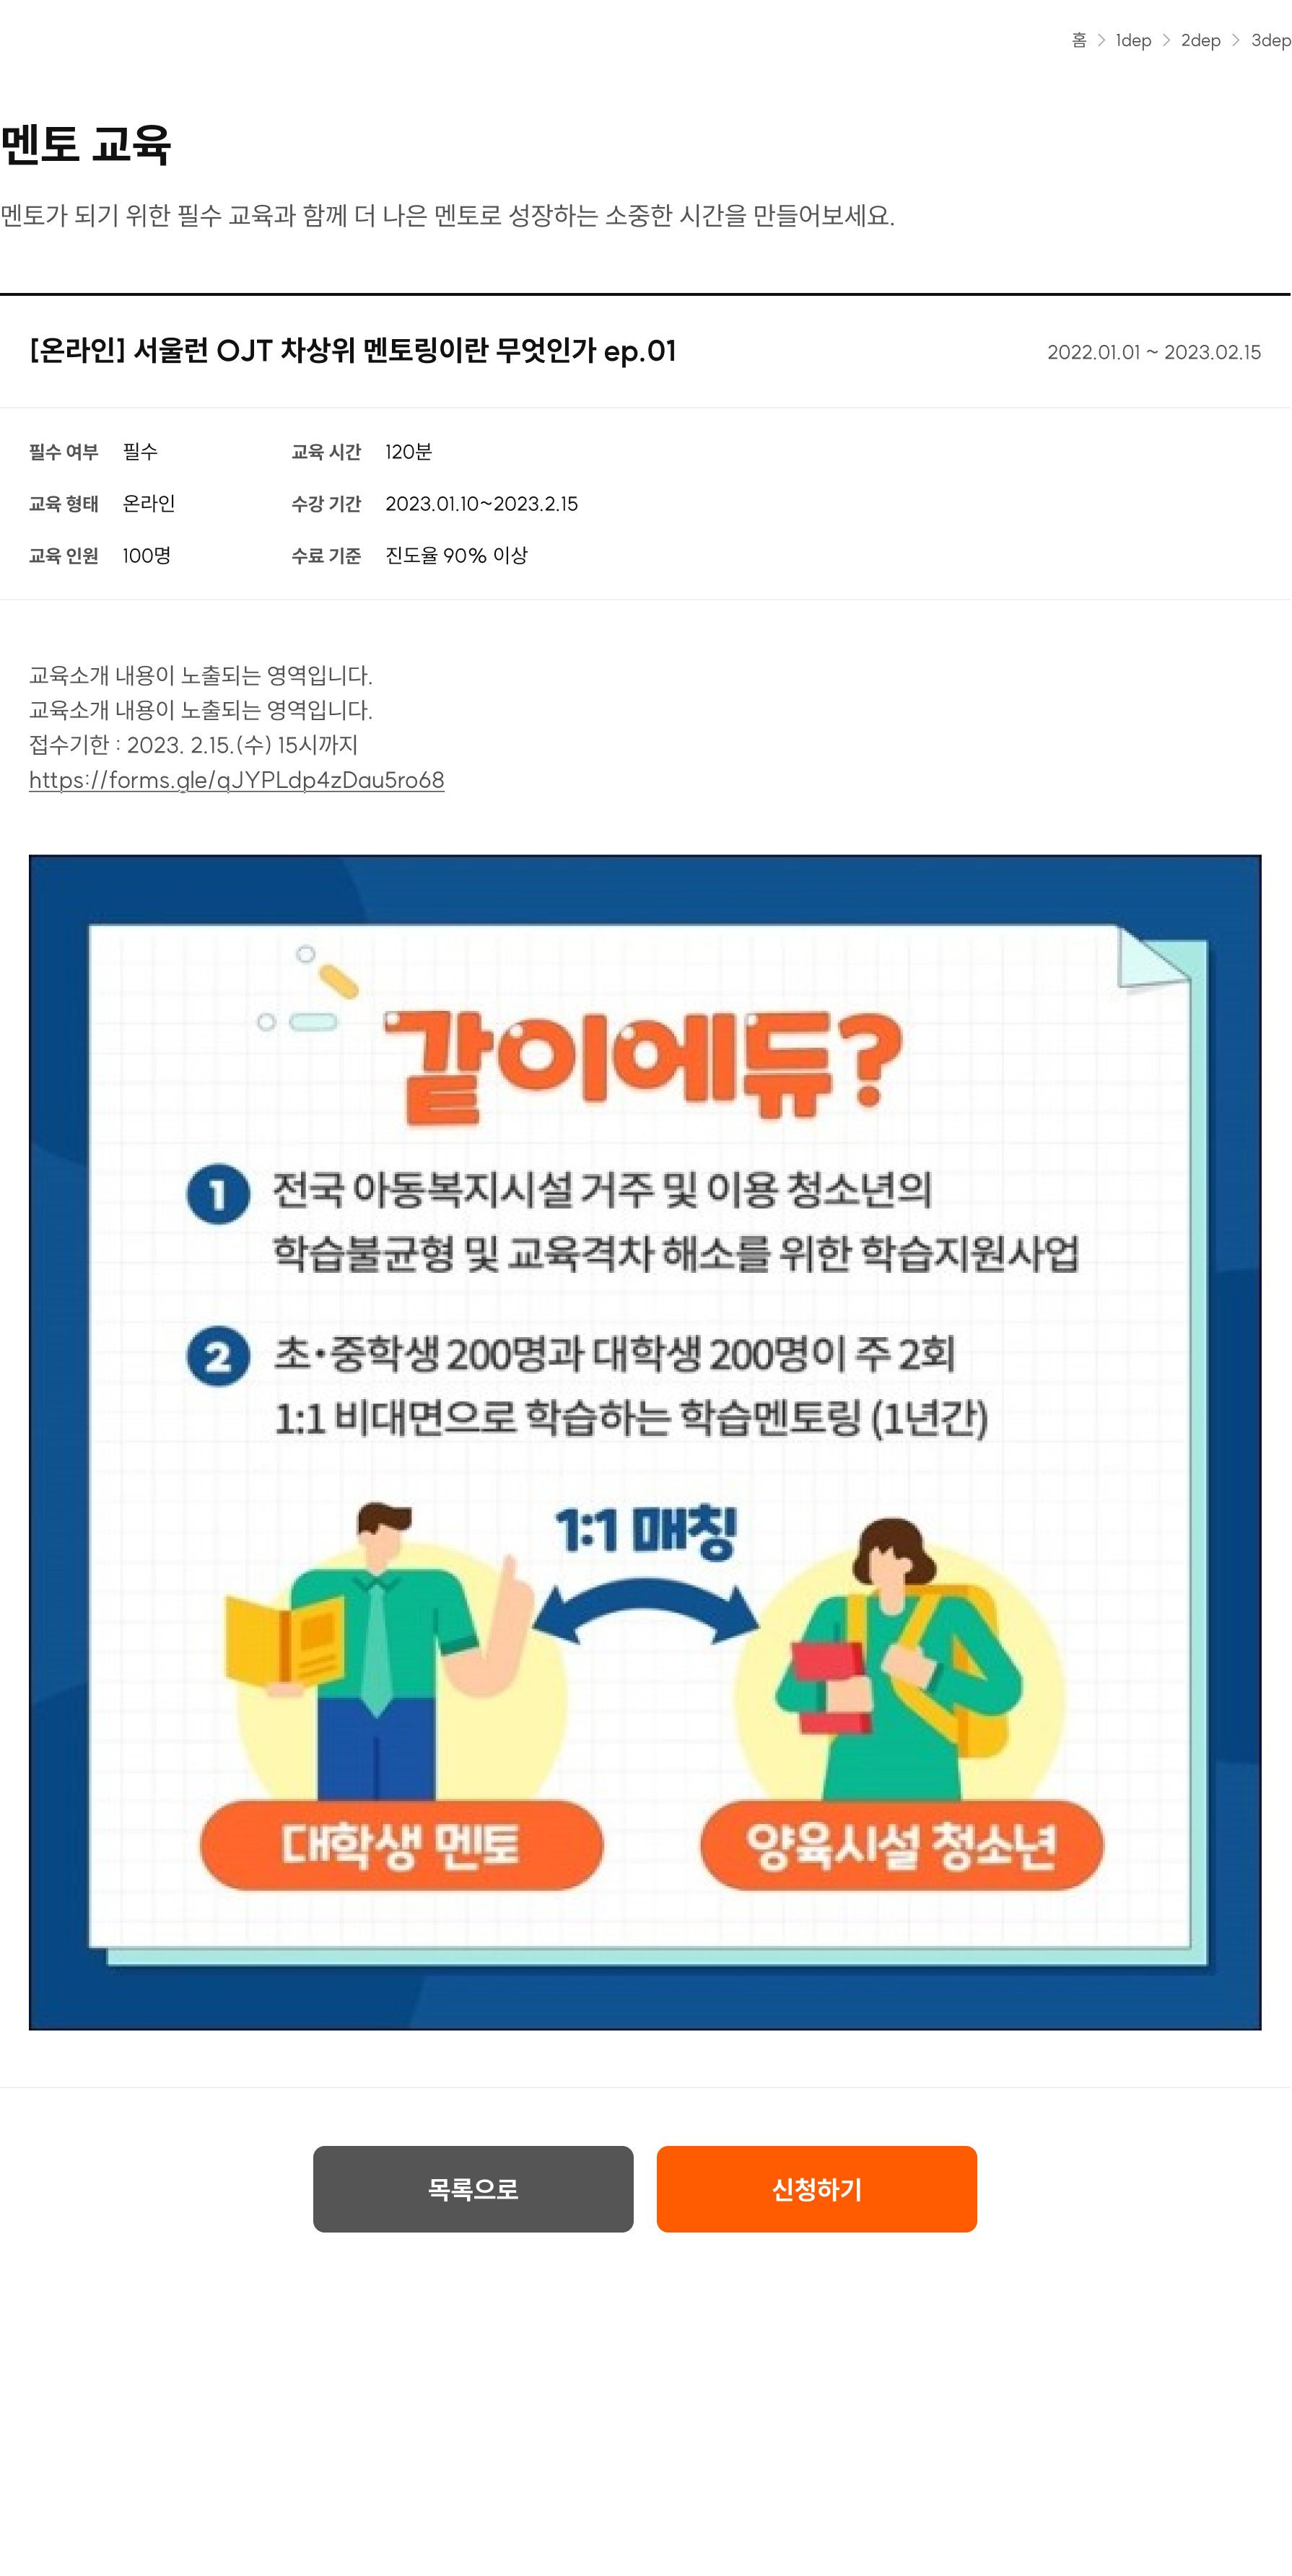 홈 > 1dep > 2dep > 3dep
멘토 교육
멘토가 되기 위한 필수 교육과 함께 더 나은 멘토로 성장하는 소중한 시간을 만들어보세요.
[온라인] 서울런 OJT 차상위 멘토링이란 무엇인가 ep.01 2022.01.01 ~ 2023.02.15
필수 여부 필수 교육 시간 120분
교육 형태 온라인 수강 기간 2023.01.10~2023.2.15
교육 인원 100명 수료 기준 진도율 90% 이상
교육소개 내용이 노출되는 영역입니다.
교육소개 내용이 노출되는 영역입니다.
접수기한 : 2023. 2.15.(수) 15시까지
https://forms.gle/qJYPLdp4zDau5ro68
같이에듀?
1 전국 아동복지시설 거주 및 이용 청소년의
학습불균형 및 교육격차 해소를 위한 학습지원사업
2 초·중학생 200명과 대학생 200명이 주 2회
1:1 비대면으로 학습하는 학습멘토링 (1년간)
1:1 매칭
대학생 멘토 양육시설 청소년
목록으로 신청하기